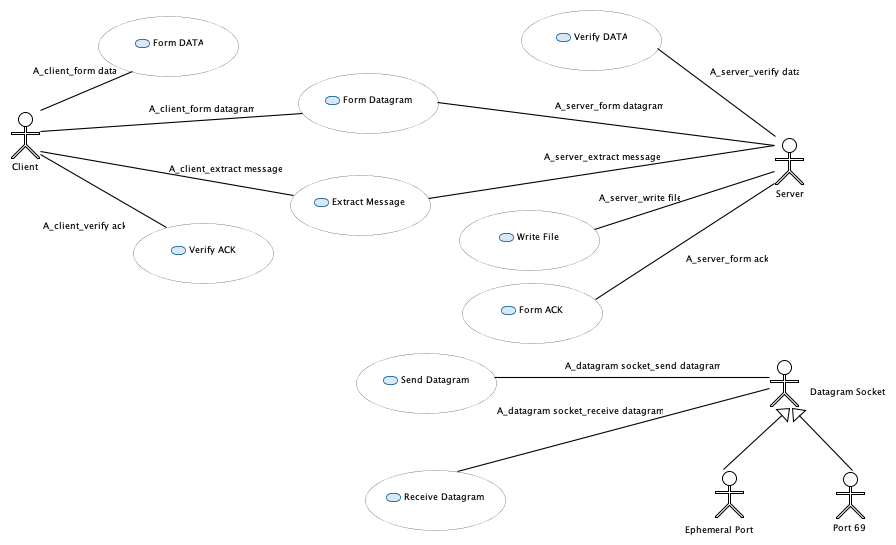 Form DATA
Verify DATA
A_client_form data
A_server_verify data
Form Datagram
A_client_form datagram
A_server_form datagram
Client
A_client_extract message
A_server_extract message
Server
Extract Message
A_server_write file
A_client_verify ack
Verify ACK
Write File
A_server_form ack
Form ACK
A_datagram socket_send datagram
Send Datagram
Datagram Socket
A_datagram socket_receive datagram
Receive Datagram
Ephemeral Port
Port 69